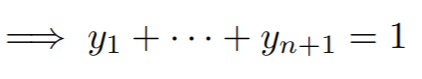 ⟹ y₁ + ⋯ + yₙ₊₁ = 1